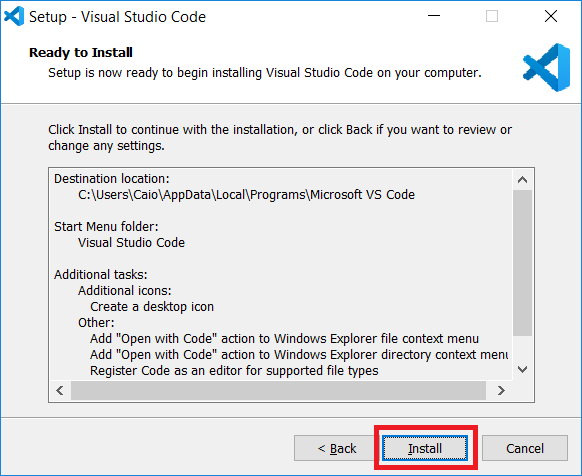 Setup - Visual Studio Code
Ready to Install
Setup is now ready to begin installing Visual Studio Code on your computer.
Click Install to continue with the installation, or click Back if you want to review or
change any settings.
Destination location:
C:\Users\Caio\AppData\Local\Programs\Microsoft VS Code
Start Menu folder:
Visual Studio Code
Additional tasks:
Additional icons:
Create a desktop icon
Other:
Add "Open with Code" action to Windows Explorer file context menu
Add "Open with Code" action to Windows Explorer directory context menu
Register Code as an editor for supported file types
< Back
Install
Cancel